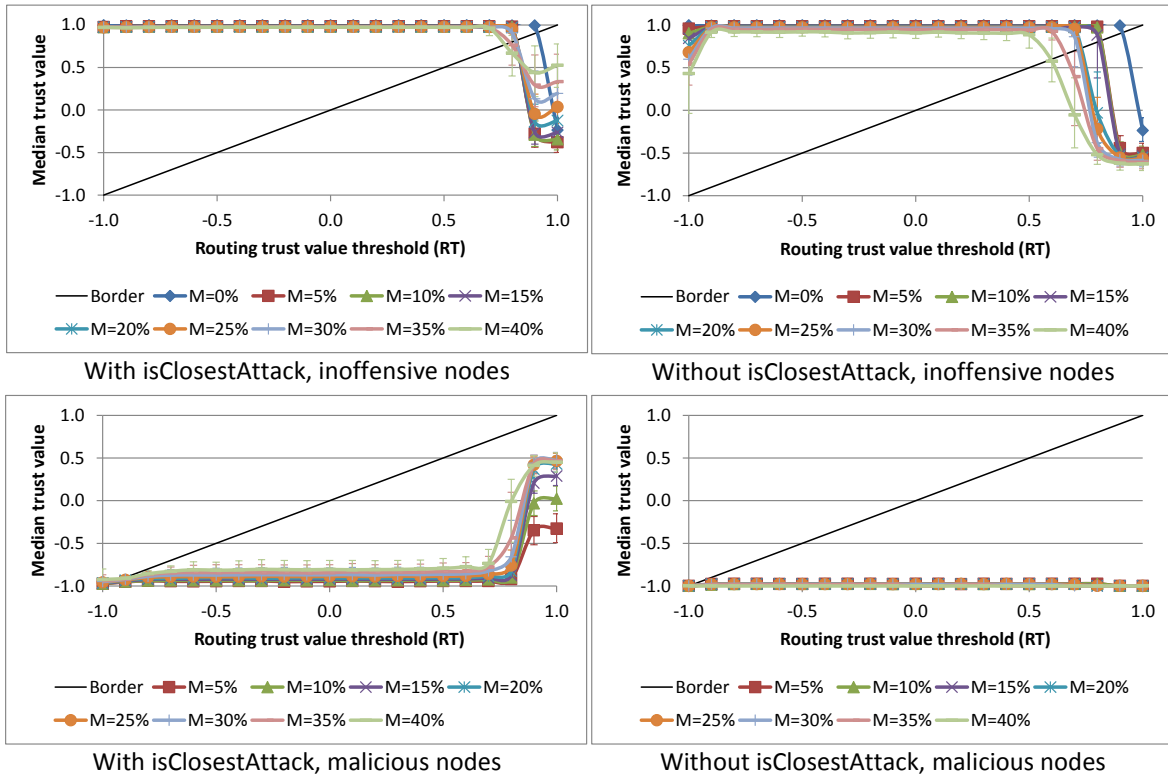 Median trust value
1.0
0.5
0.0
-0.5
-1.0
-1.0 -0.5 0.0 0.5 1.0
Routing trust value threshold (RT)
Border M=0% M=5% M=10% M=15%
M=20% M=25% M=30% M=35% M=40%
With isClosestAttack, inoffensive nodes
Median trust value
1.0
0.5
0.0
-0.5
-1.0
-1.0 -0.5 0.0 0.5 1.0
Routing trust value threshold (RT)
Border M=0% M=5% M=10% M=15%
M=20% M=25% M=30% M=35% M=40%
Without isClosestAttack, inoffensive nodes
Median trust value
1.0
0.5
0.0
-0.5
-1.0
-1.0 -0.5 0.0 0.5 1.0
Routing trust value threshold (RT)
Border M=5% M=10% M=15% M=20%
M=25% M=30% M=35% M=40%
With isClosestAttack, malicious nodes
Median trust value
1.0
0.5
0.0
-0.5
-1.0
-1.0 -0.5 0.0 0.5 1.0
Routing trust value threshold (RT)
Border M=5% M=10% M=15% M=20%
M=25% M=30% M=35% M=40%
Without isClosestAttack, malicious nodes